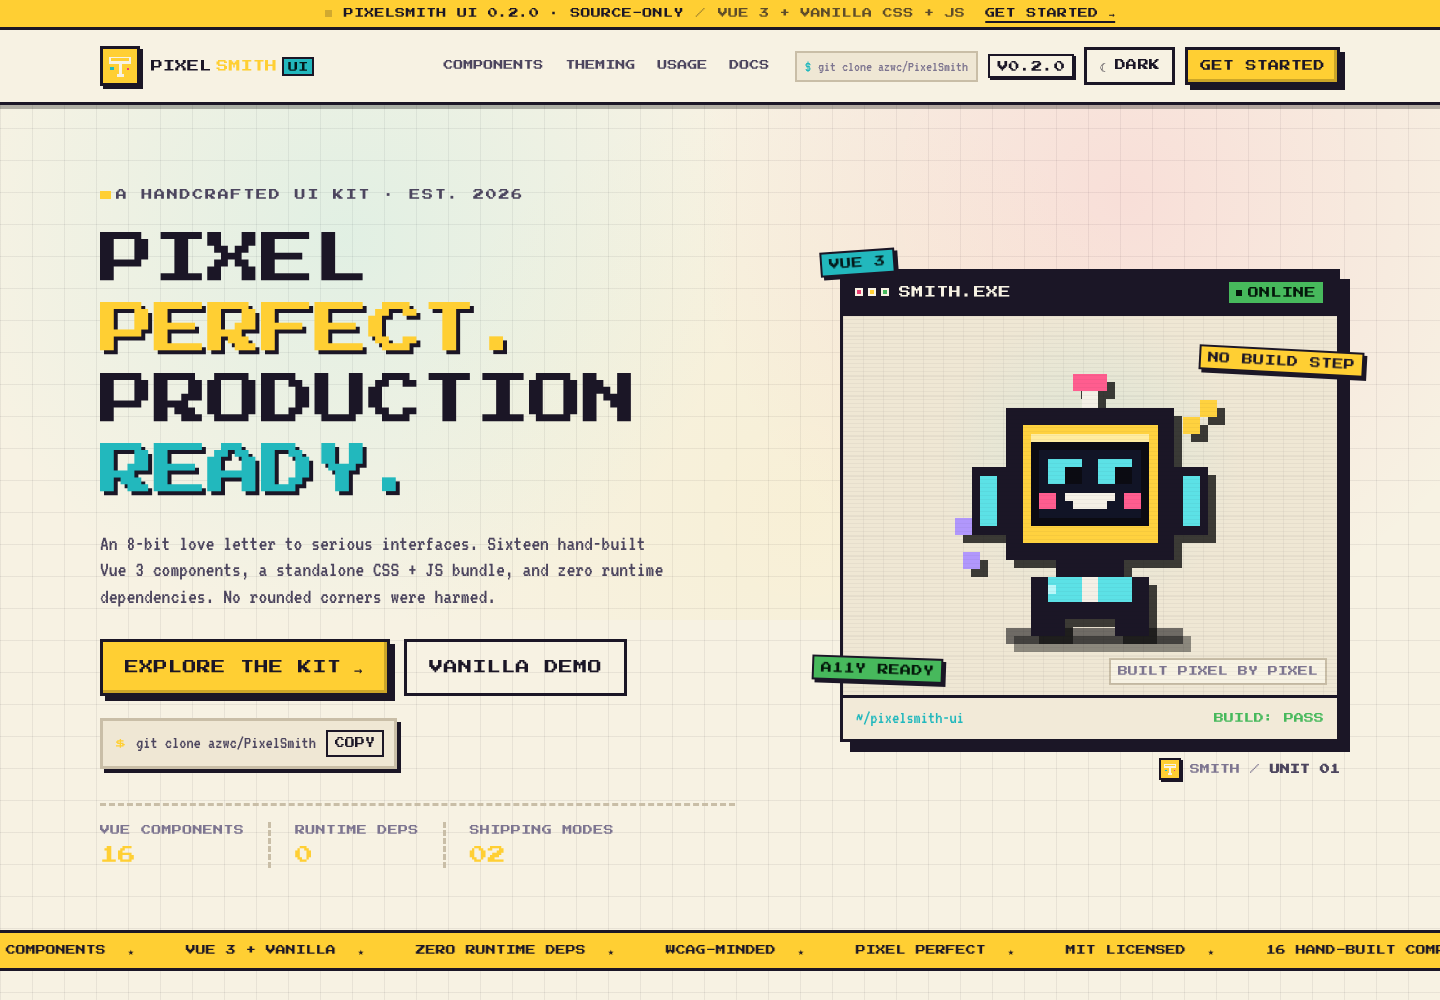 PIXELSMITH UI 0.2.0 · SOURCE-ONLY / VUE 3 + VANILLA CSS + JS GET STARTED →
PIXELSMITH UI
COMPONENTS THEMING USAGE DOCS
$ git clone azwc/PixelSmith
V0.2.0
☾ DARK
GET STARTED
A HANDCRAFTED UI KIT · EST. 2026
PIXEL
PERFECT.
PRODUCTION
READY.
An 8-bit love letter to serious interfaces. Sixteen hand-built
Vue 3 components, a standalone CSS + JS bundle, and zero runtime
dependencies. No rounded corners were harmed.
EXPLORE THE KIT →
VANILLA DEMO
$ git clone azwc/PixelSmith COPY
VUE COMPONENTS
16
RUNTIME DEPS
0
SHIPPING MODES
02
VUE 3
SMITH.EXE
ONLINE
NO BUILD STEP
A11Y READY
BUILT PIXEL BY PIXEL
~/pixelsmith-ui
BUILD: PASS
SMITH / UNIT 01
COMPONENTS ★ VUE 3 + VANILLA ★ ZERO RUNTIME DEPS ★ WCAG-MINDED ★ PIXEL PERFECT ★ MIT LICENSED ★ 16 HAND-BUILT COMP